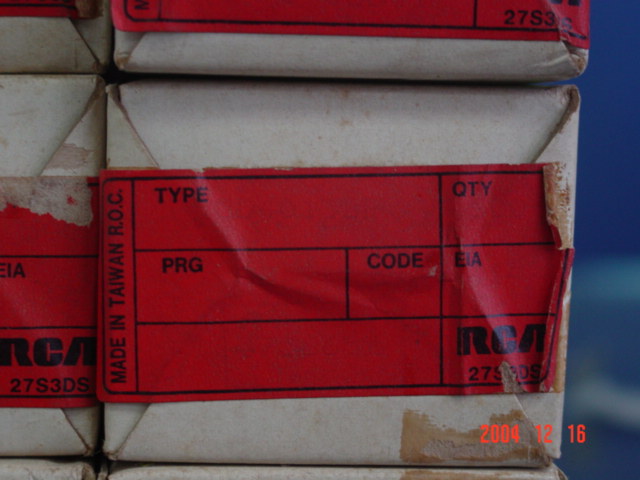 27S3
TYPE
QTY
MADE IN TAIWAN R.O.C.
PRG
CODE
EIA
EIA
RCA
RCA
27S3DS
27S3DS
2004 12 16